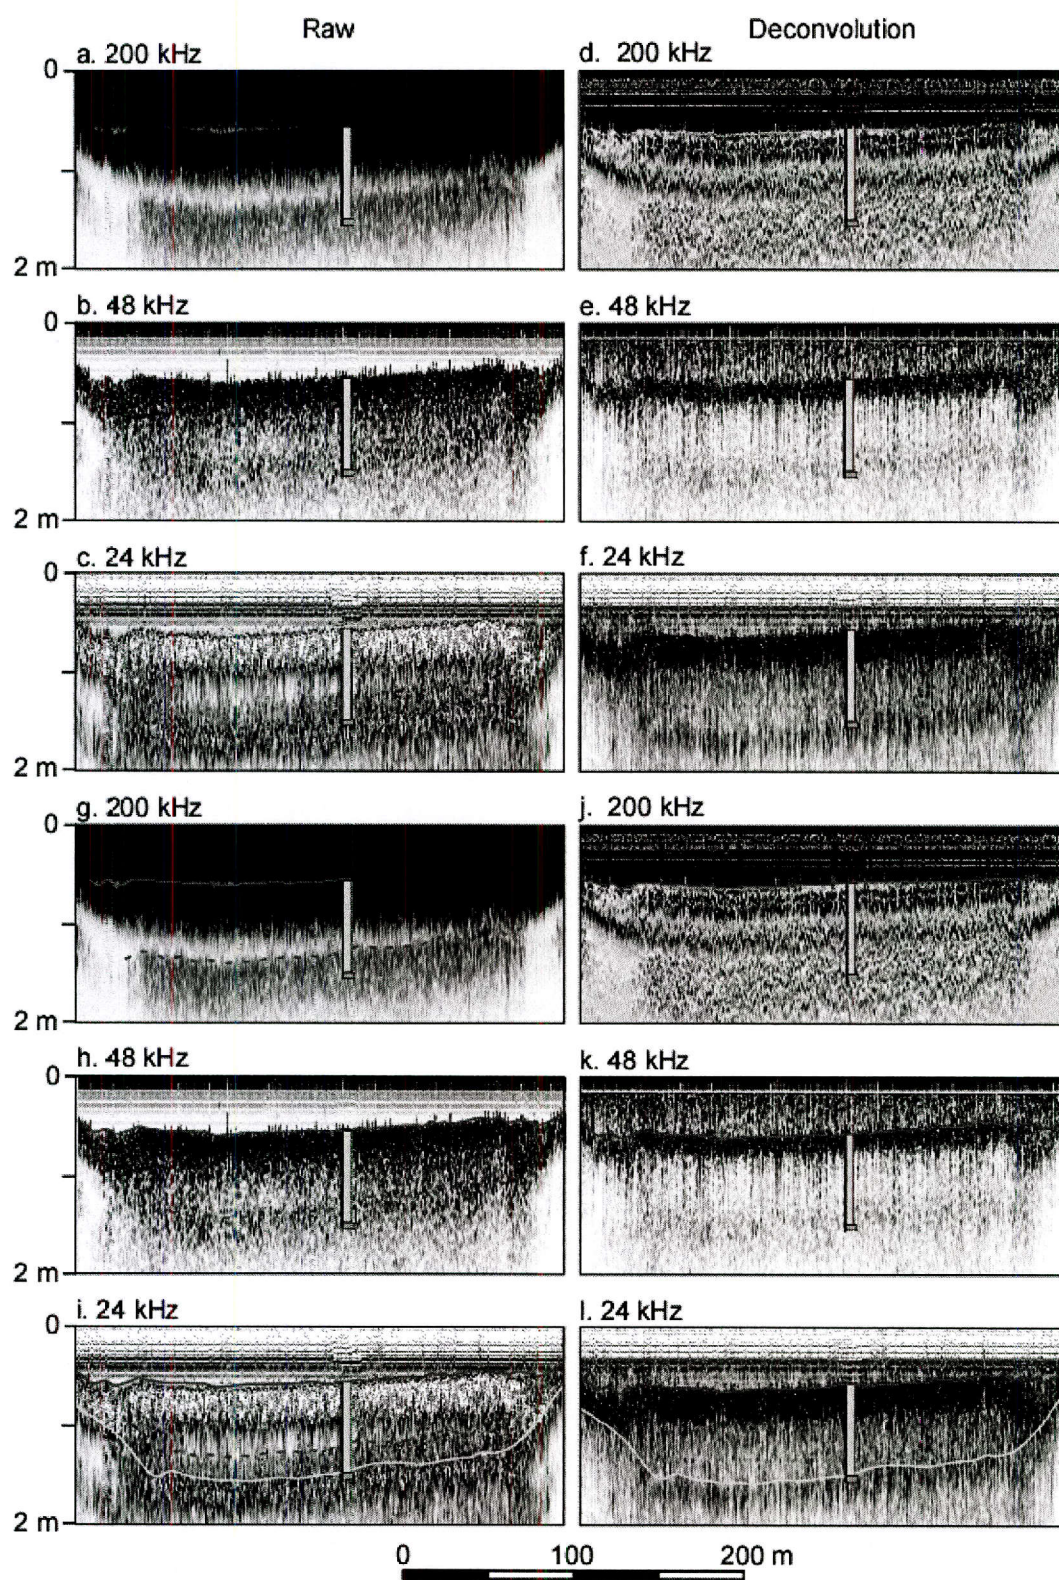 Raw Deconvolution
a. 200 kHz d. 200 kHz
0
2 m
b. 48 kHz e. 48 kHz
0
2 m
c. 24 kHz f. 24 kHz
0
2 m
g. 200 kHz j. 200 kHz
0
2 m
h. 48 kHz k. 48 kHz
0
2 m
i. 24 kHz l. 24 kHz
0
2 m
0 100 200 m